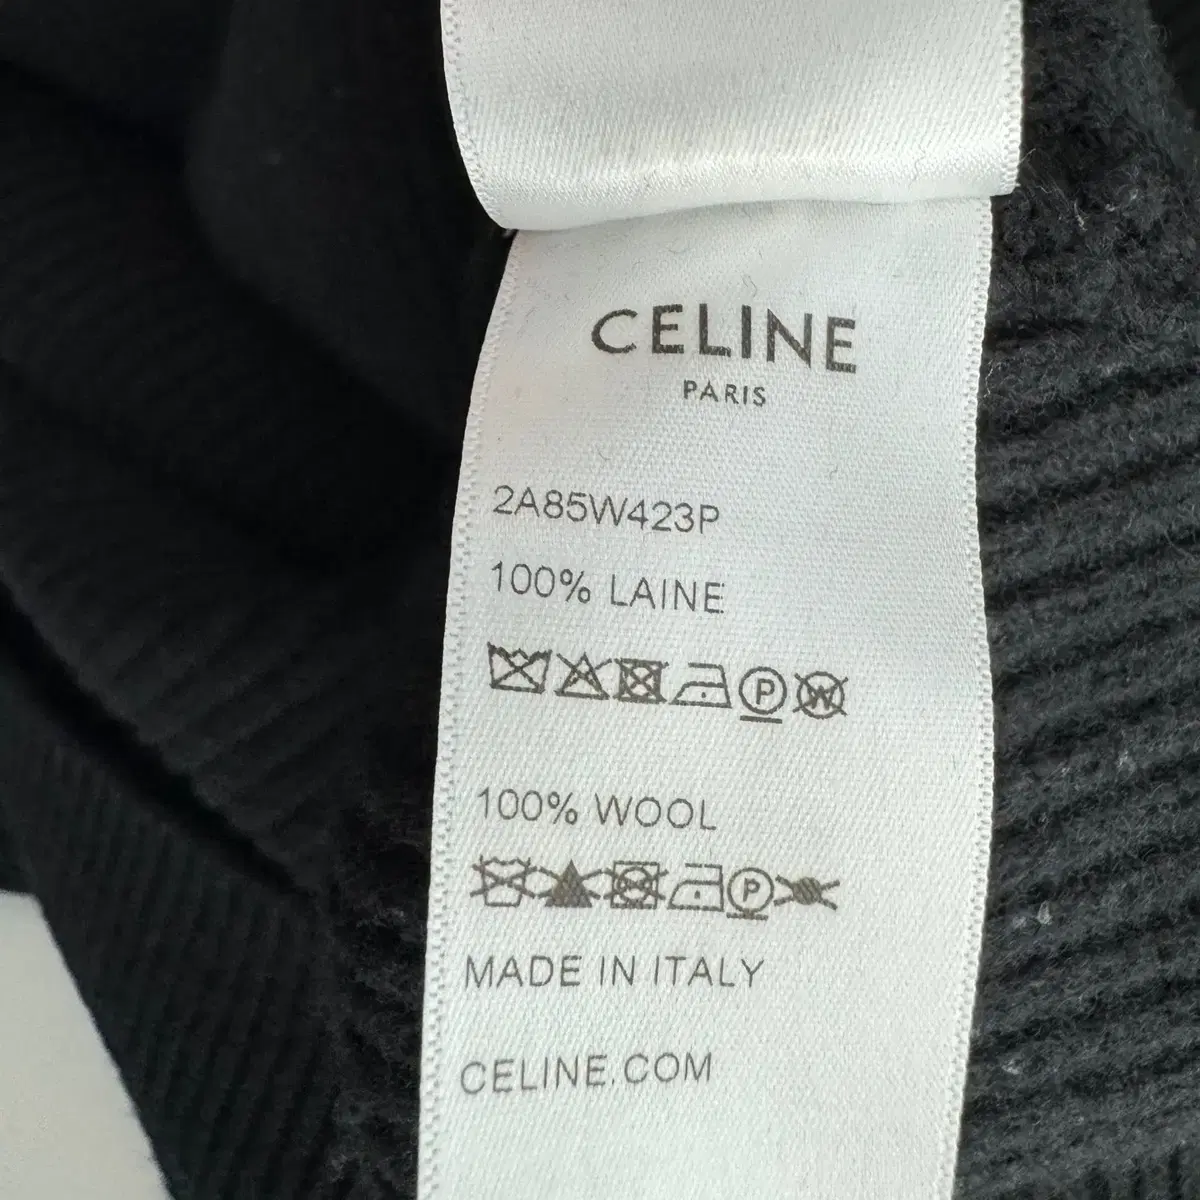 CELINE
PARIS
2A85W423P
100% LAINE
P W
100% WOOL
P
MADE IN ITALY
CELINE.COM